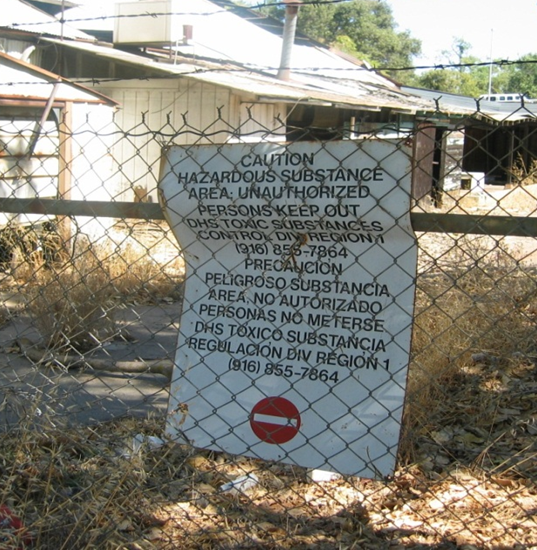 CAUTION
HAZARDOUS SUBSTANCE
AREA: UNAUTHORIZED
PERSONS KEEP OUT
DHS TOXIC SUBSTANCES
CONTROL DIV REGION 1
(916) 855-7864
PRECAUCION
PELIGROSO SUBSTANCIA
AREA, NO AUTORIZADO
PERSONAS NO METERSE
DHS TOXICO SUBSTANCIA
REGULACION DIV REGION 1
(916) 855-7864